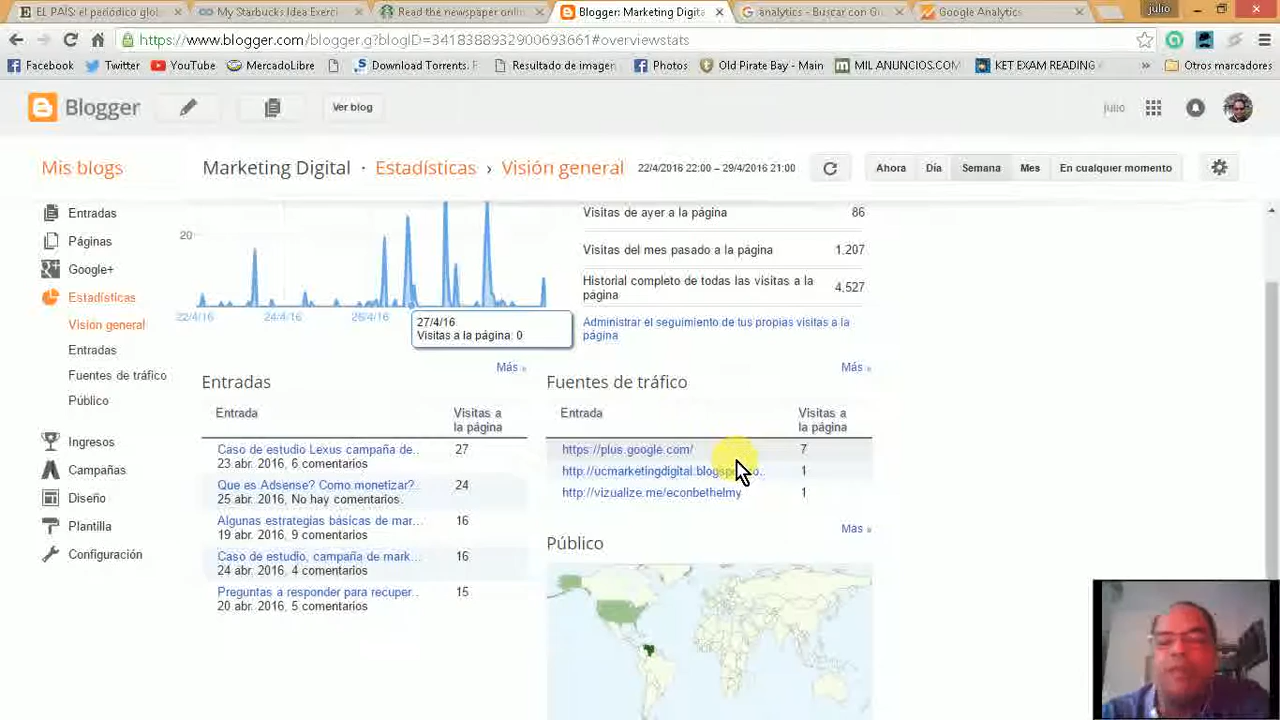 EL PAÍS: el periódico glob
My Starbucks Idea Exerci
Read the newspaper onlin
Blogger: Marketing Digita
analytics - Buscar con Go
Google Analytics
julio
https://www.blogger.com/blogger.g?blogID=3418388932900693661#overviewstats
Facebook
Twitter
YouTube
MercadoLibre
Download Torrents. F
Resultado de imagen
Photos
Old Pirate Bay - Main
MIL ANUNCIOS.COM
KET EXAM READING
»
Otros marcadores
Blogger
Ver blog
julio
Mis blogs
Marketing Digital · Estadísticas › Visión general
22/4/2016 22:00 – 29/4/2016 21:00
Ahora
Día
Semana
Mes
En cualquier momento
Entradas
Páginas
Google+
Estadísticas
Visión general
Entradas
Fuentes de tráfico
Público
Ingresos
Campañas
Diseño
Plantilla
Configuración
20
22/4/16
24/4/16
26/4/16
27/4/16
Visitas a la página: 0
Más »
Visitas de ayer a la página 86
Visitas del mes pasado a la página 1.207
Historial completo de todas las visitas a la
página
4.527
Administrar el seguimiento de tus propias visitas a la
página
Más »
Entradas
Entrada
Visitas a
la página
Caso de estudio Lexus campaña de.. 27
23 abr. 2016, 6 comentarios
Que es Adsense? Como monetizar?.. 24
25 abr. 2016, No hay comentarios.
Algunas estrategias básicas de mar... 16
19 abr. 2016, 9 comentarios
Caso de estudio, campaña de mark... 16
24 abr. 2016, 4 comentarios
Preguntas a responder para recuper.. 15
20 abr. 2016, 5 comentarios
Fuentes de tráfico
Entrada
Visitas a
la página
https://plus.google.com/ 7
http://ucmarketingdigital.blogspot.co.. 1
http://vizualize.me/econbethelmy 1
Más »
Público